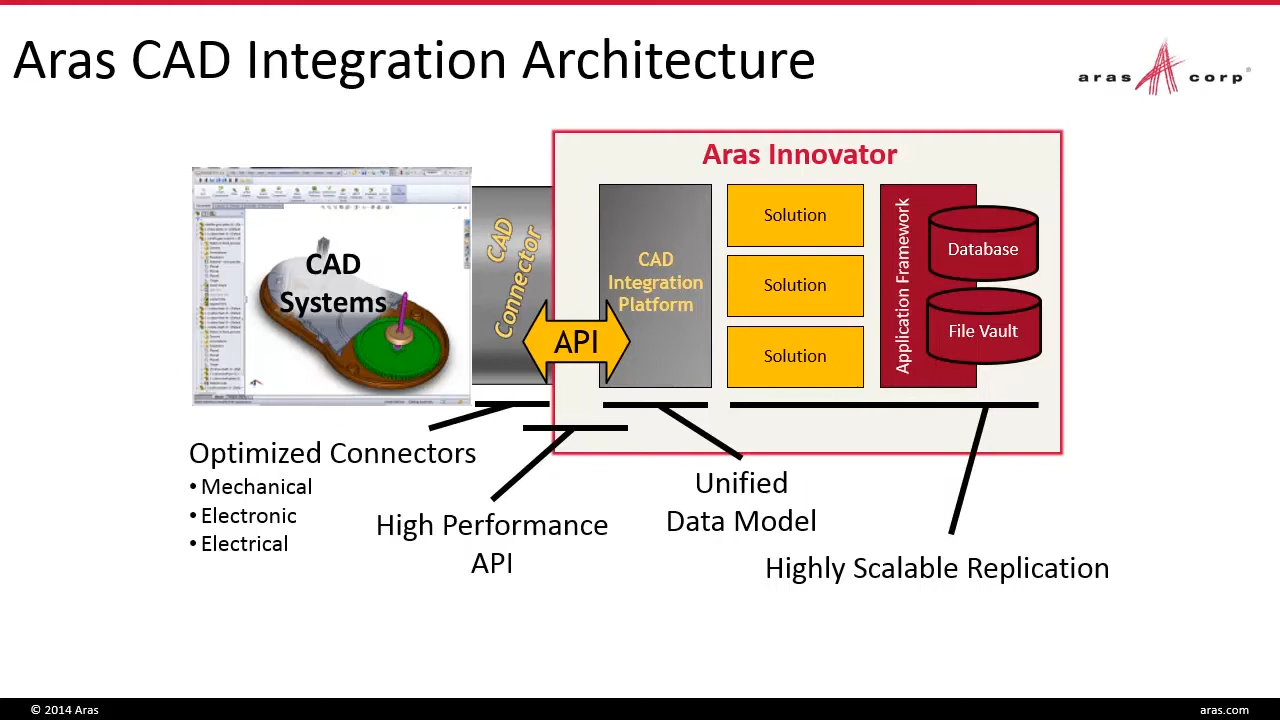 Aras CAD Integration Architecture
aras corp®
Aras Innovator
CAD
Systems
CAD
Connector
API
CAD
Integration
Platform
Solution
Solution
Solution
Application Framework
Database
File Vault
Optimized Connectors
• Mechanical
• Electronic
• Electrical
High Performance
API
Unified
Data Model
Highly Scalable Replication
© 2014 Aras
aras.com